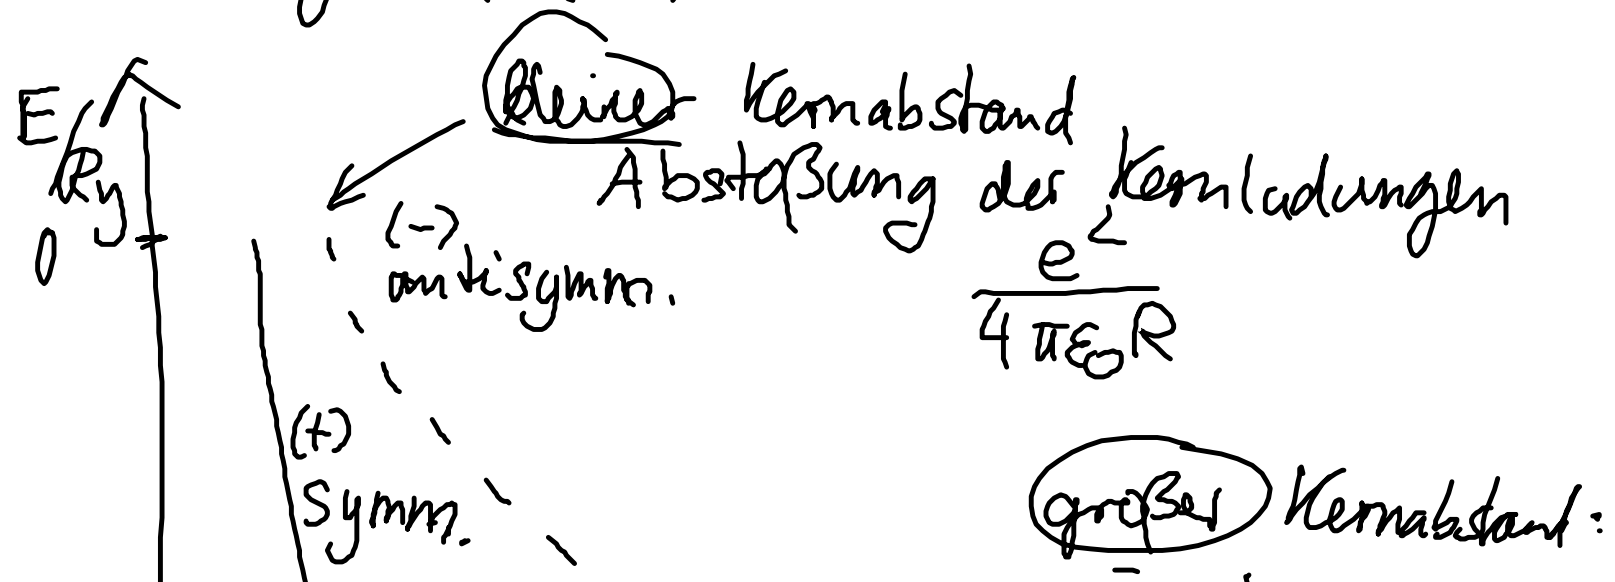 kleiner Kernabstand
E/Ry
Abstoßung der Kernladungen
0
(-)
antisymm.
e²
4πε₀R
(+)
Symm.
großer Kernabstand: